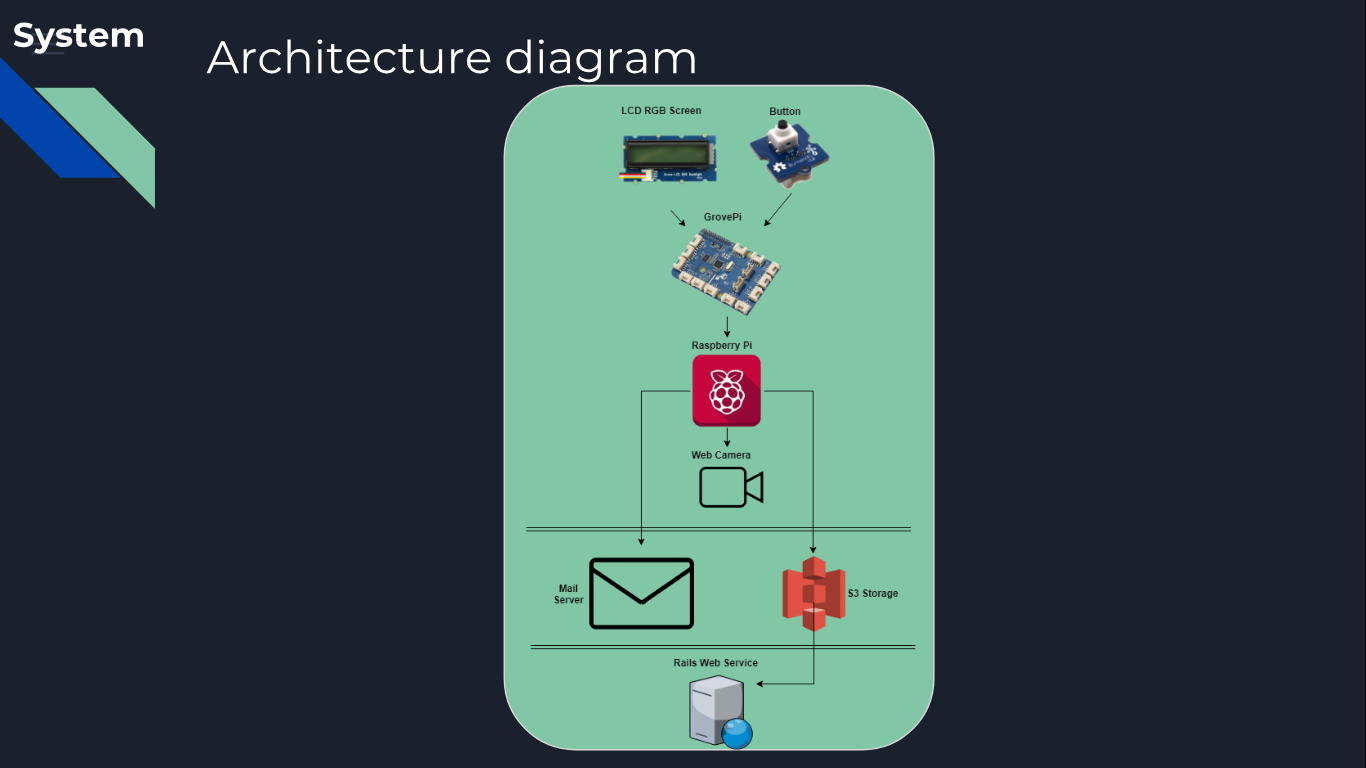 System
Architecture diagram
LCD RGB Screen
Button
GrovePi
Raspberry Pi
Web Camera
Mail
Server
S3 Storage
Rails Web Service